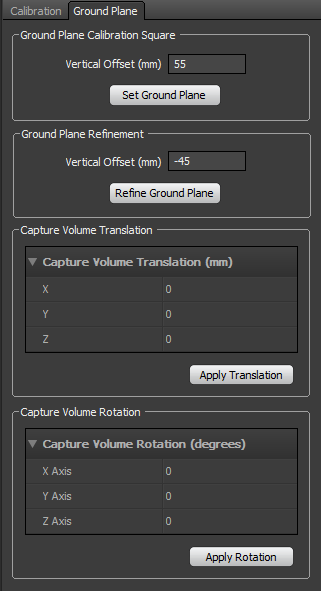 Calibration Ground Plane
Ground Plane Calibration Square
Vertical Offset (mm) 55
Set Ground Plane
Ground Plane Refinement
Vertical Offset (mm) -45
Refine Ground Plane
Capture Volume Translation
Capture Volume Translation (mm)
X 0
Y 0
Z 0
Apply Translation
Capture Volume Rotation
Capture Volume Rotation (degrees)
X Axis 0
Y Axis 0
Z Axis 0
Apply Rotation